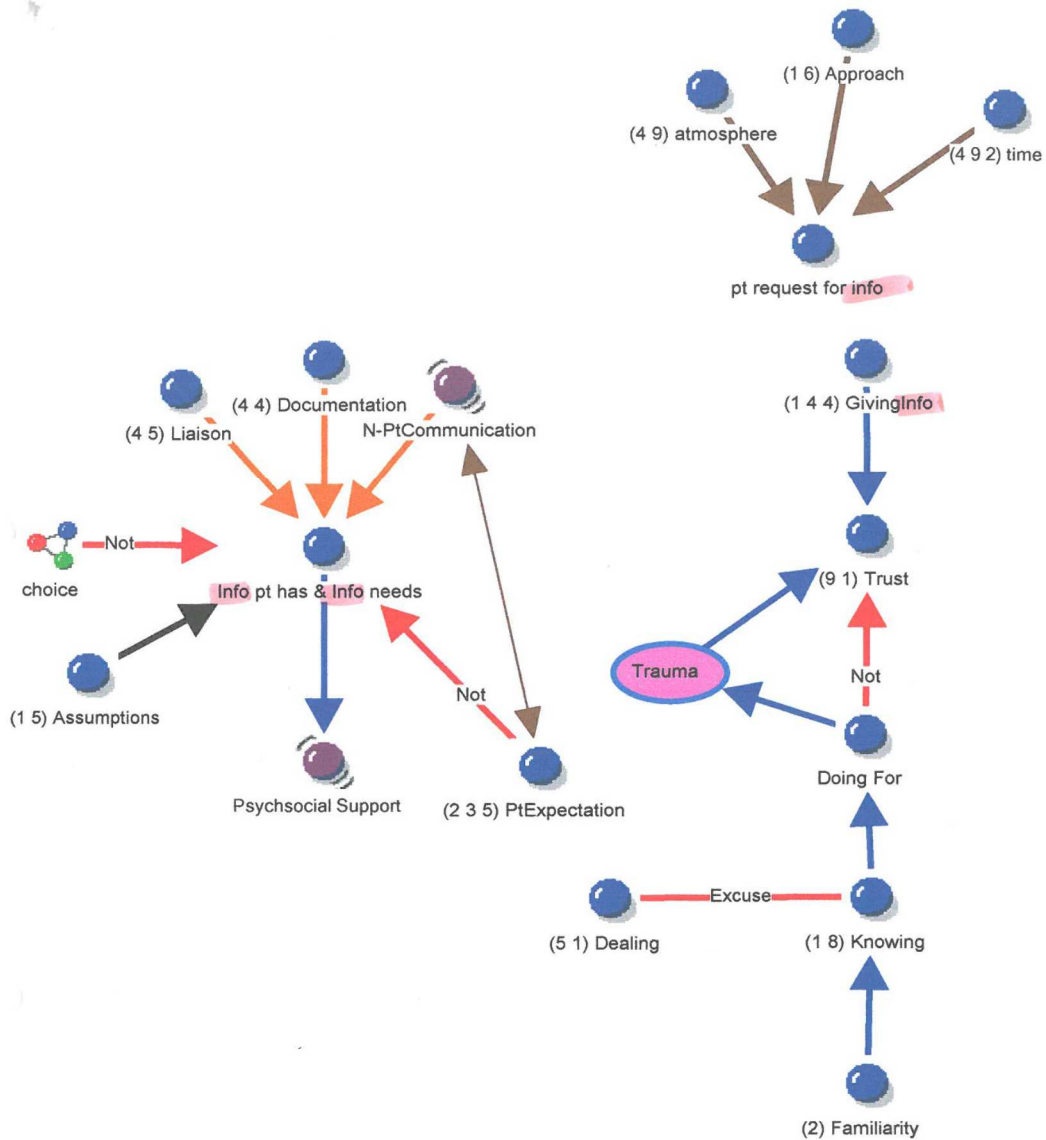 (1 6) Approach
(4 9) atmosphere
(4 9 2) time
pt request for info
(1 4 4) GivingInfo
(4 4) Documentation
(4 5) Liaison
N-PtCommunication
Not
choice
Info pt has & Info needs
(9 1) Trust
Trauma
Not
Not
(1 5) Assumptions
Doing For
Psychsocial Support
(2 3 5) PtExpectation
Excuse
(5 1) Dealing
(1 8) Knowing
(2) Familiarity